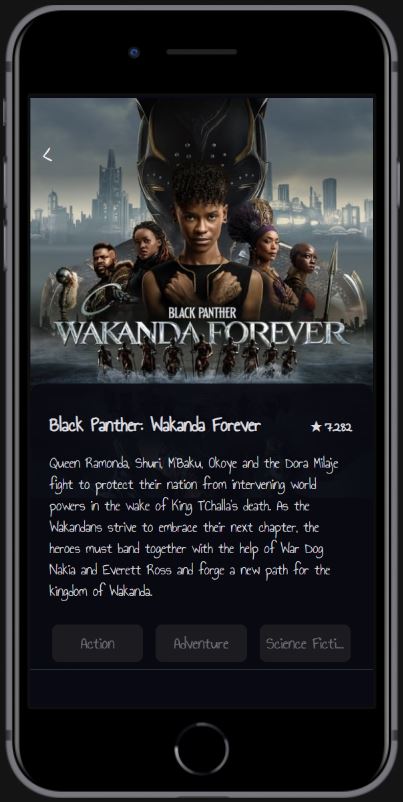 BLACK PANTHER
WAKANDA FOREVER
Black Panther: Wakanda Forever
★ 7.282
Queen Ramonda, Shuri, M'Baku, Okoye and the Dora Milaje
fight to protect their nation from intervening world
powers in the wake of King T'Challa's death. As the
Wakandans strive to embrace their next chapter, the
heroes must band together with the help of War Dog
Nakia and Everett Ross and forge a new path for the
kingdom of Wakanda.
Action
Adventure
Science Ficti...